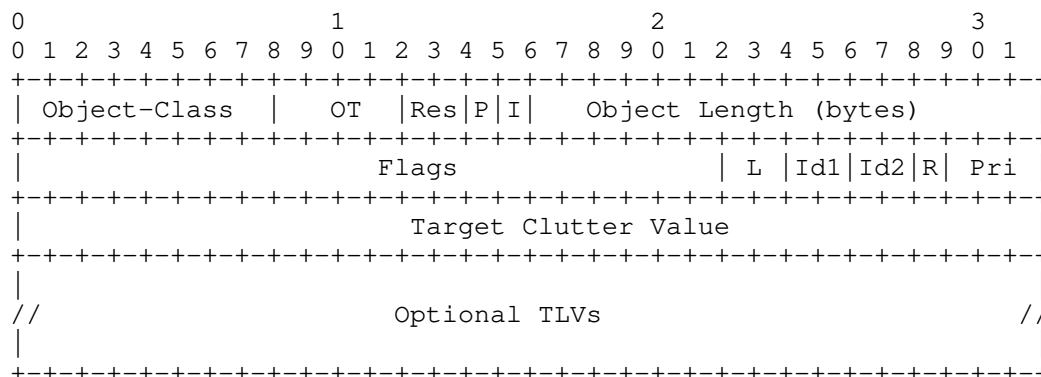 0                   1                   2                   3
0 1 2 3 4 5 6 7 8 9 0 1 2 3 4 5 6 7 8 9 0 1 2 3 4 5 6 7 8 9 0 1
+-+-+-+-+-+-+-+-+-+-+-+-+-+-+-+-+-+-+-+-+-+-+-+-+-+-+-+-+-+-+-+-+--
| Object-Class  |   OT  |Res|P|I|   Object Length (bytes)
+-+-+-+-+-+-+-+-+-+-+-+-+-+-+-+-+-+-+-+-+-+-+-+-+-+-+-+-+-+-+-+-+--
|                      Flags                | L |Id1|Id2|R| Pri
+-+-+-+-+-+-+-+-+-+-+-+-+-+-+-+-+-+-+-+-+-+-+-+-+-+-+-+-+-+-+-+-+--
|                        Target Clutter Value
+-+-+-+-+-+-+-+-+-+-+-+-+-+-+-+-+-+-+-+-+-+-+-+-+-+-+-+-+-+-+-+-+--
|
//                      Optional TLVs                          //
|
+-+-+-+-+-+-+-+-+-+-+-+-+-+-+-+-+-+-+-+-+-+-+-+-+-+-+-+-+-+-+-+-+--